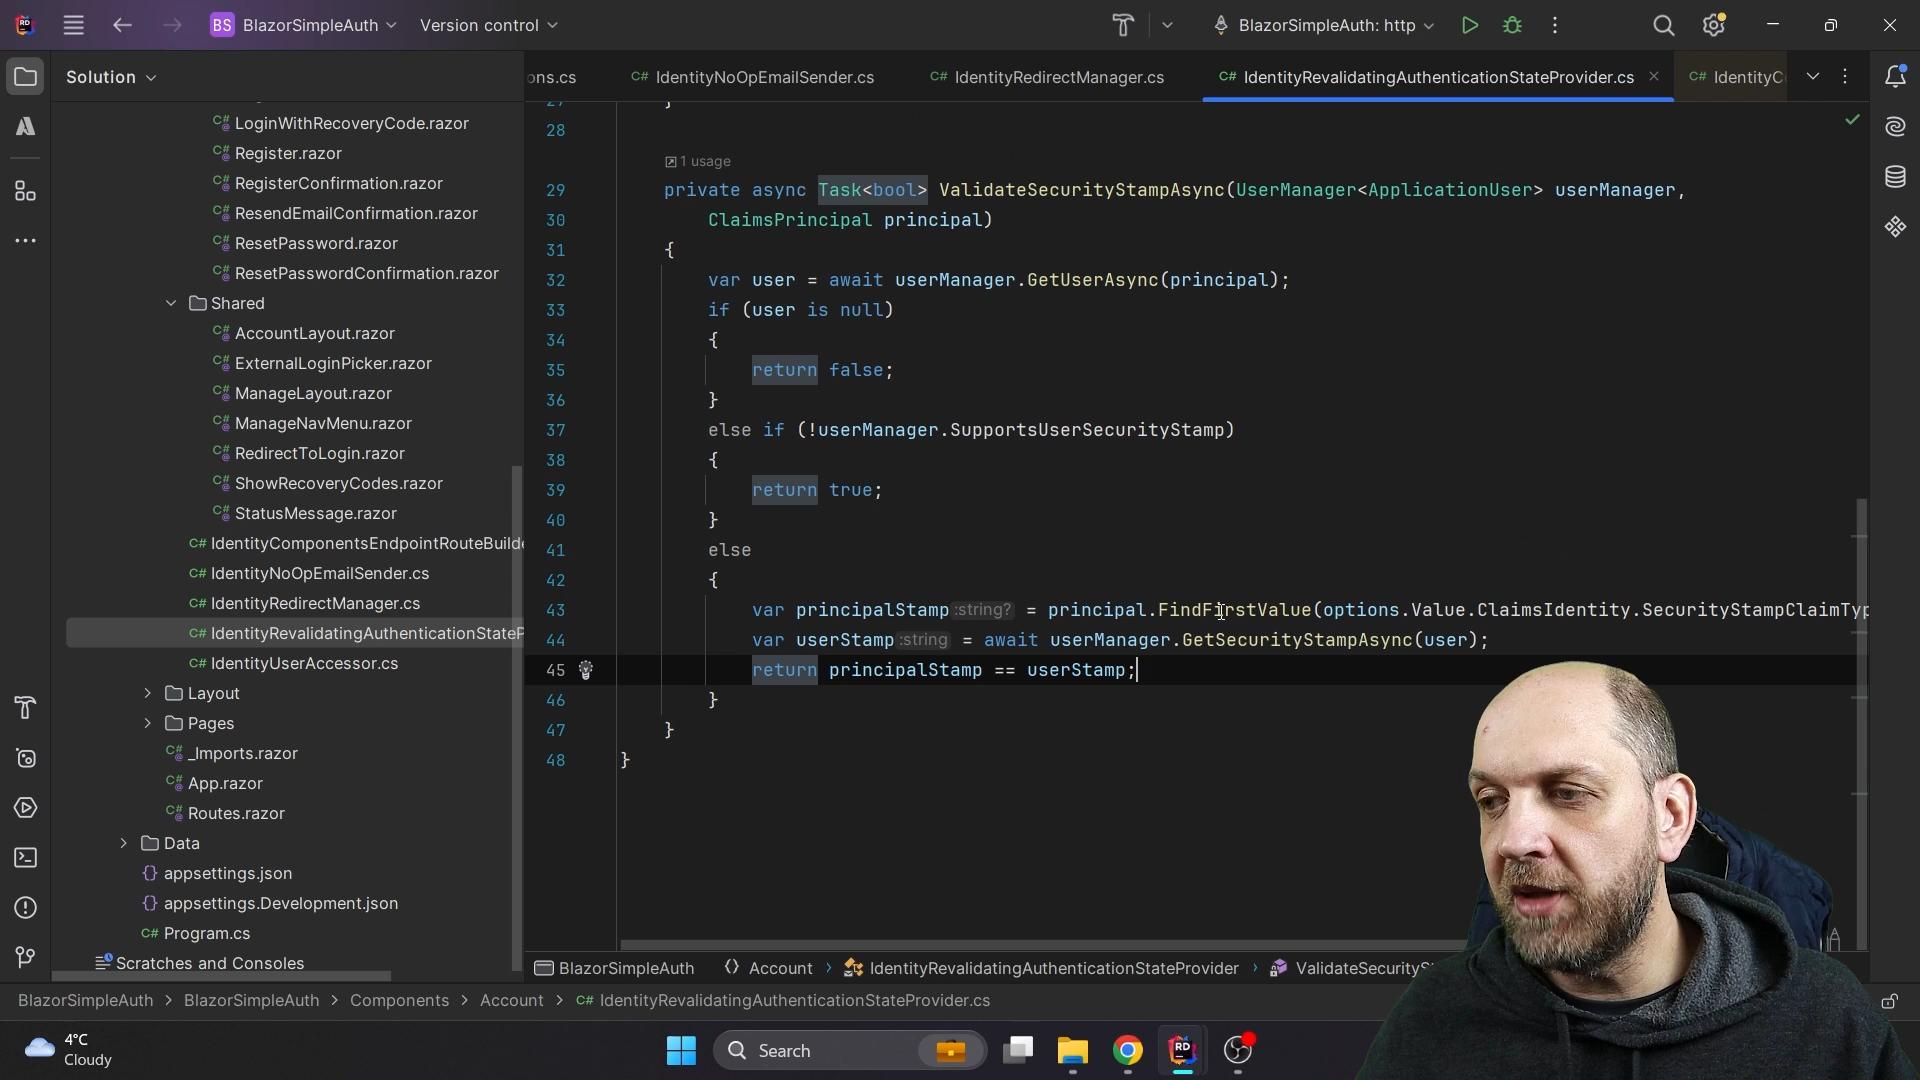 RD BS BlazorSimpleAuth Version control BlazorSimpleAuth: http
Solution
ons.cs C# IdentityNoOpEmailSender.cs C# IdentityRedirectManager.cs C# IdentityRevalidatingAuthenticationStateProvider.cs C# IdentityC
C# LoginWithRecoveryCode.razor
C# Register.razor
C# RegisterConfirmation.razor
C# ResendEmailConfirmation.razor
C# ResetPassword.razor
C# ResetPasswordConfirmation.razor
Shared
C# AccountLayout.razor
C# ExternalLoginPicker.razor
C# ManageLayout.razor
C# ManageNavMenu.razor
C# RedirectToLogin.razor
C# ShowRecoveryCodes.razor
C# StatusMessage.razor
C# IdentityComponentsEndpointRouteBuilde
C# IdentityNoOpEmailSender.cs
C# IdentityRedirectManager.cs
C# IdentityRevalidatingAuthenticationStateP
C# IdentityUserAccessor.cs
Layout
Pages
C# _Imports.razor
C# App.razor
C# Routes.razor
Data
{} appsettings.json
{} appsettings.Development.json
C# Program.cs
Scratches and Consoles
27 }
28
1 usage
29 private async Task<bool> ValidateSecurityStampAsync(UserManager<ApplicationUser> userManager,
30 ClaimsPrincipal principal)
31 {
32 var user = await userManager.GetUserAsync(principal);
33 if (user is null)
34 {
35 return false;
36 }
37 else if (!userManager.SupportsUserSecurityStamp)
38 {
39 return true;
40 }
41 else
42 {
43 var principalStamp :string? = principal.FindFirstValue(options.Value.ClaimsIdentity.SecurityStampClaimTyp
44 var userStamp :string = await userManager.GetSecurityStampAsync(user);
45 return principalStamp == userStamp;
46 }
47 }
48 }
BlazorSimpleAuth Account IdentityRevalidatingAuthenticationStateProvider ValidateSecurityS
BlazorSimpleAuth > BlazorSimpleAuth > Components > Account > C# IdentityRevalidatingAuthenticationStateProvider.cs
4°C
Cloudy
Search
RD